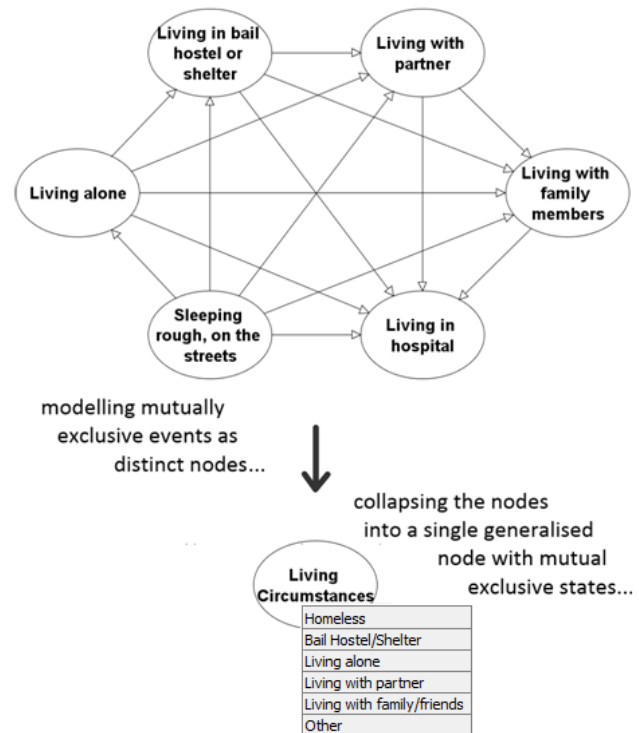 Living in bail
hostel or
shelter
Living with
partner
Living alone
Living with
family
members
Sleeping
rough, on the
streets
Living in
hospital
modelling mutually
exclusive events as
distinct nodes...
collapsing the nodes
into a single generalised
node with mutual
exclusive states...
Living
Circumstances
Homeless
Bail Hostel/Shelter
Living alone
Living with partner
Living with family/friends
Other